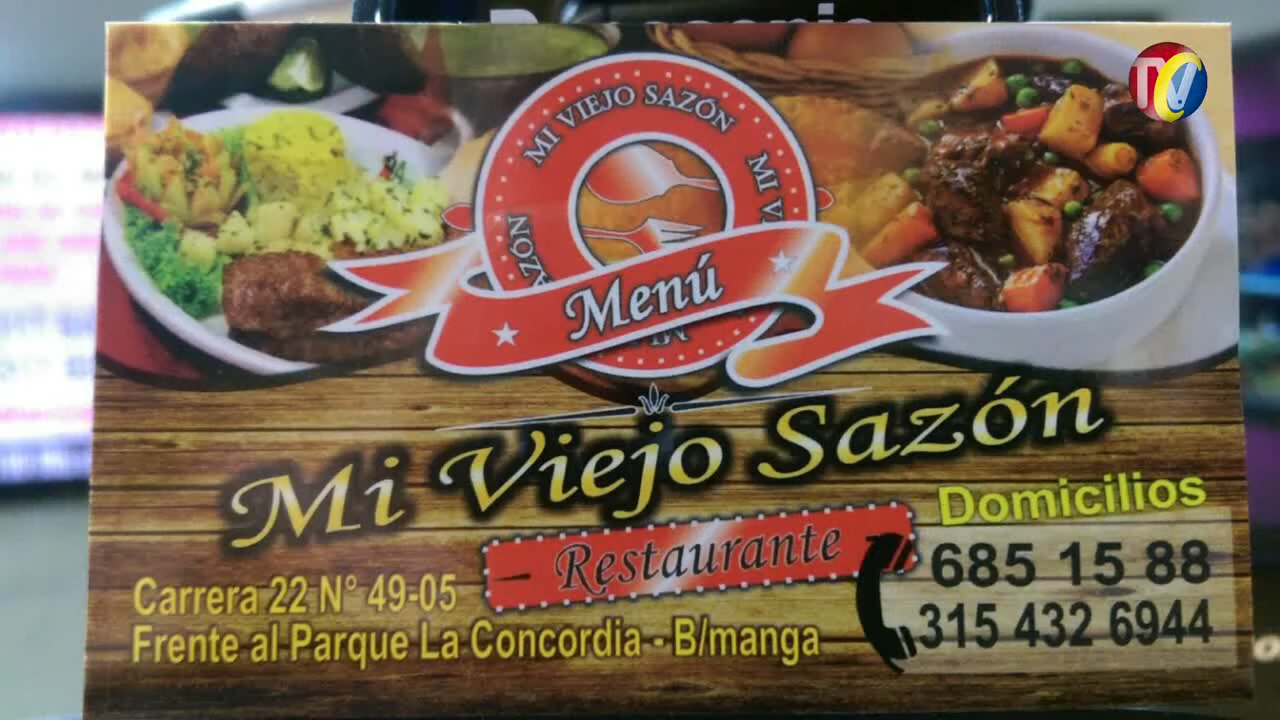 TVC!
MI VIEJO SAZÓN
Menú
Mi Viejo Sazón
Restaurante
Domicilios
685 15 88
315 432 6944
Carrera 22 N° 49-05
Frente al Parque La Concordia - B/manga